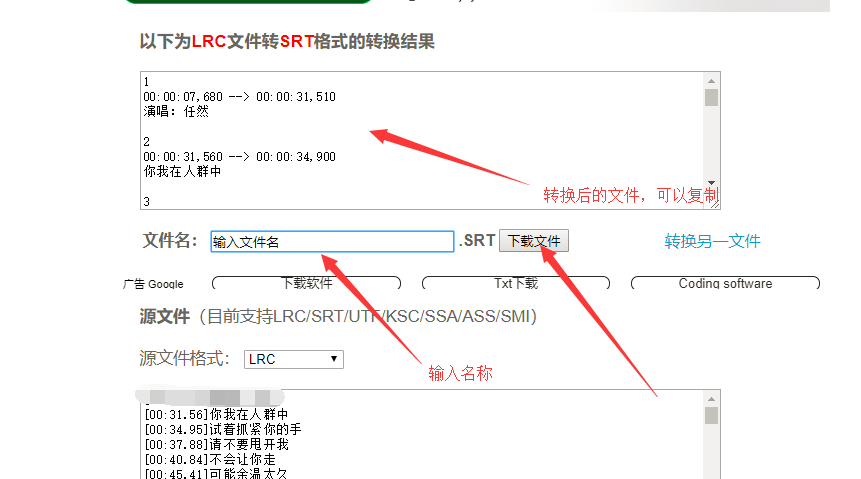 以下为LRC文件转SRT格式的转换结果
1
00:00:07,680 --> 00:00:31,510
演唱：任然
2
00:00:31,560 --> 00:00:34,900
你我在人群中
3
转换后的文件，可以复制
文件名： 输入文件名 .SRT 下载文件 转换另一文件
广告 Google 下载软件 Txt下载 Coding software
源文件（目前支持LRC/SRT/UTF/KSC/SSA/ASS/SMI）
源文件格式： LRC
输入名称
[00:31.56]你我在人群中
[00:34.95]试着抓紧你的手
[00:37.88]请不要甩开我
[00:40.84]不会让你走
[00:45.41]可能余温太久